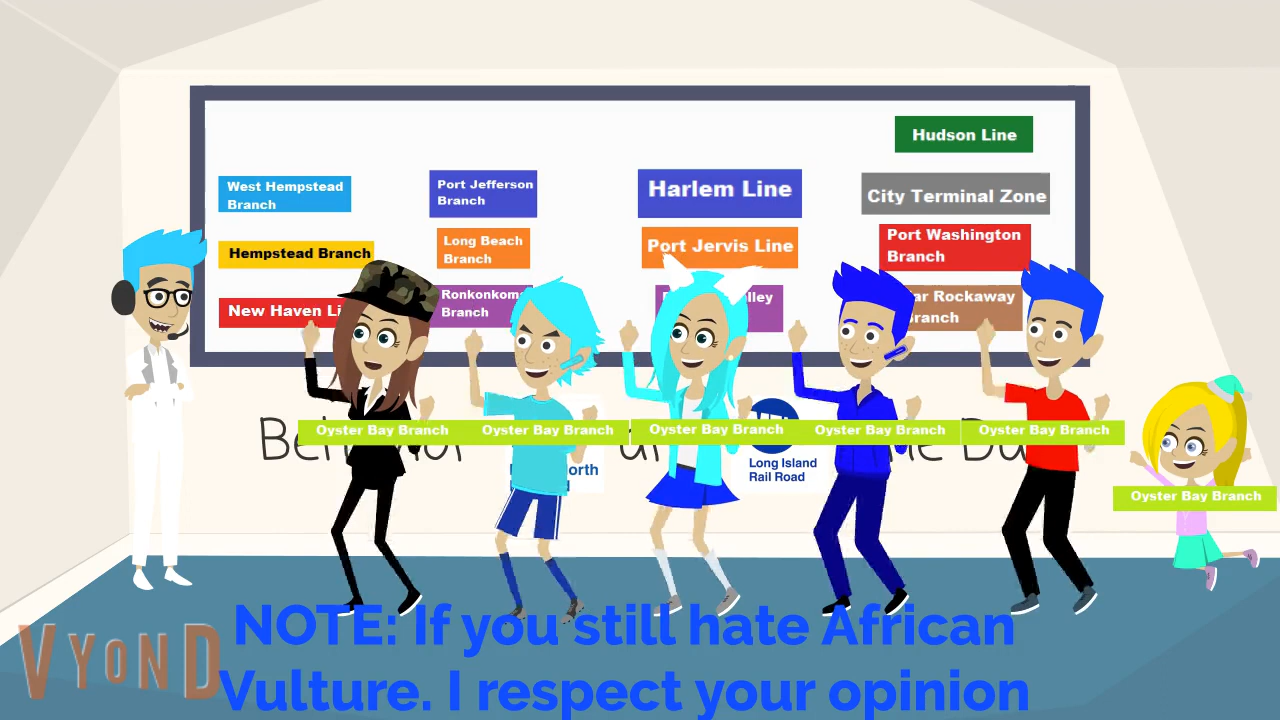 Hudson Line
West Hempstead
Branch
Port Jefferson
Branch
Harlem Line
City Terminal Zone
Hempstead Branch
Long Beach
Branch
Port Jervis Line
Port Washington
Branch
New Haven
Branch
Rockaway
Oyster Bay Branch
Oyster Bay Branch
Oyster Bay Branch
Oyster Bay Branch
Oyster Bay Branch
Long Island
Rail Road
Oyster Bay Branch
NOTE: If you still hate African
Vulture. I respect your opinion
VYOND